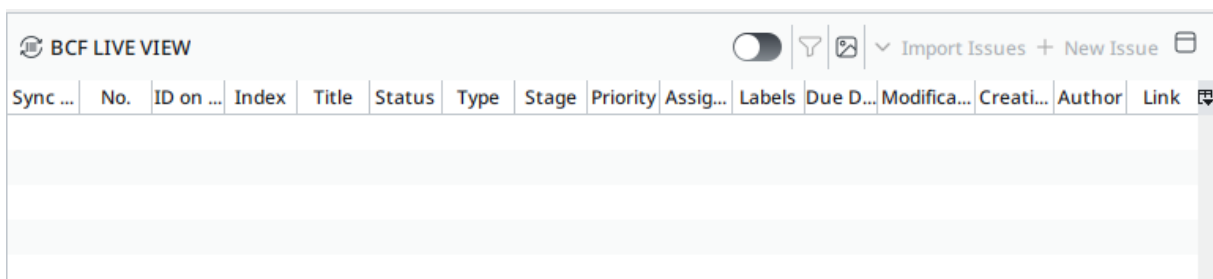 BCF LIVE VIEW
Import Issues + New Issue
Sync ... No. ID on ... Index Title Status Type Stage Priority Assig... Labels Due D... Modifica... Creati... Author Link